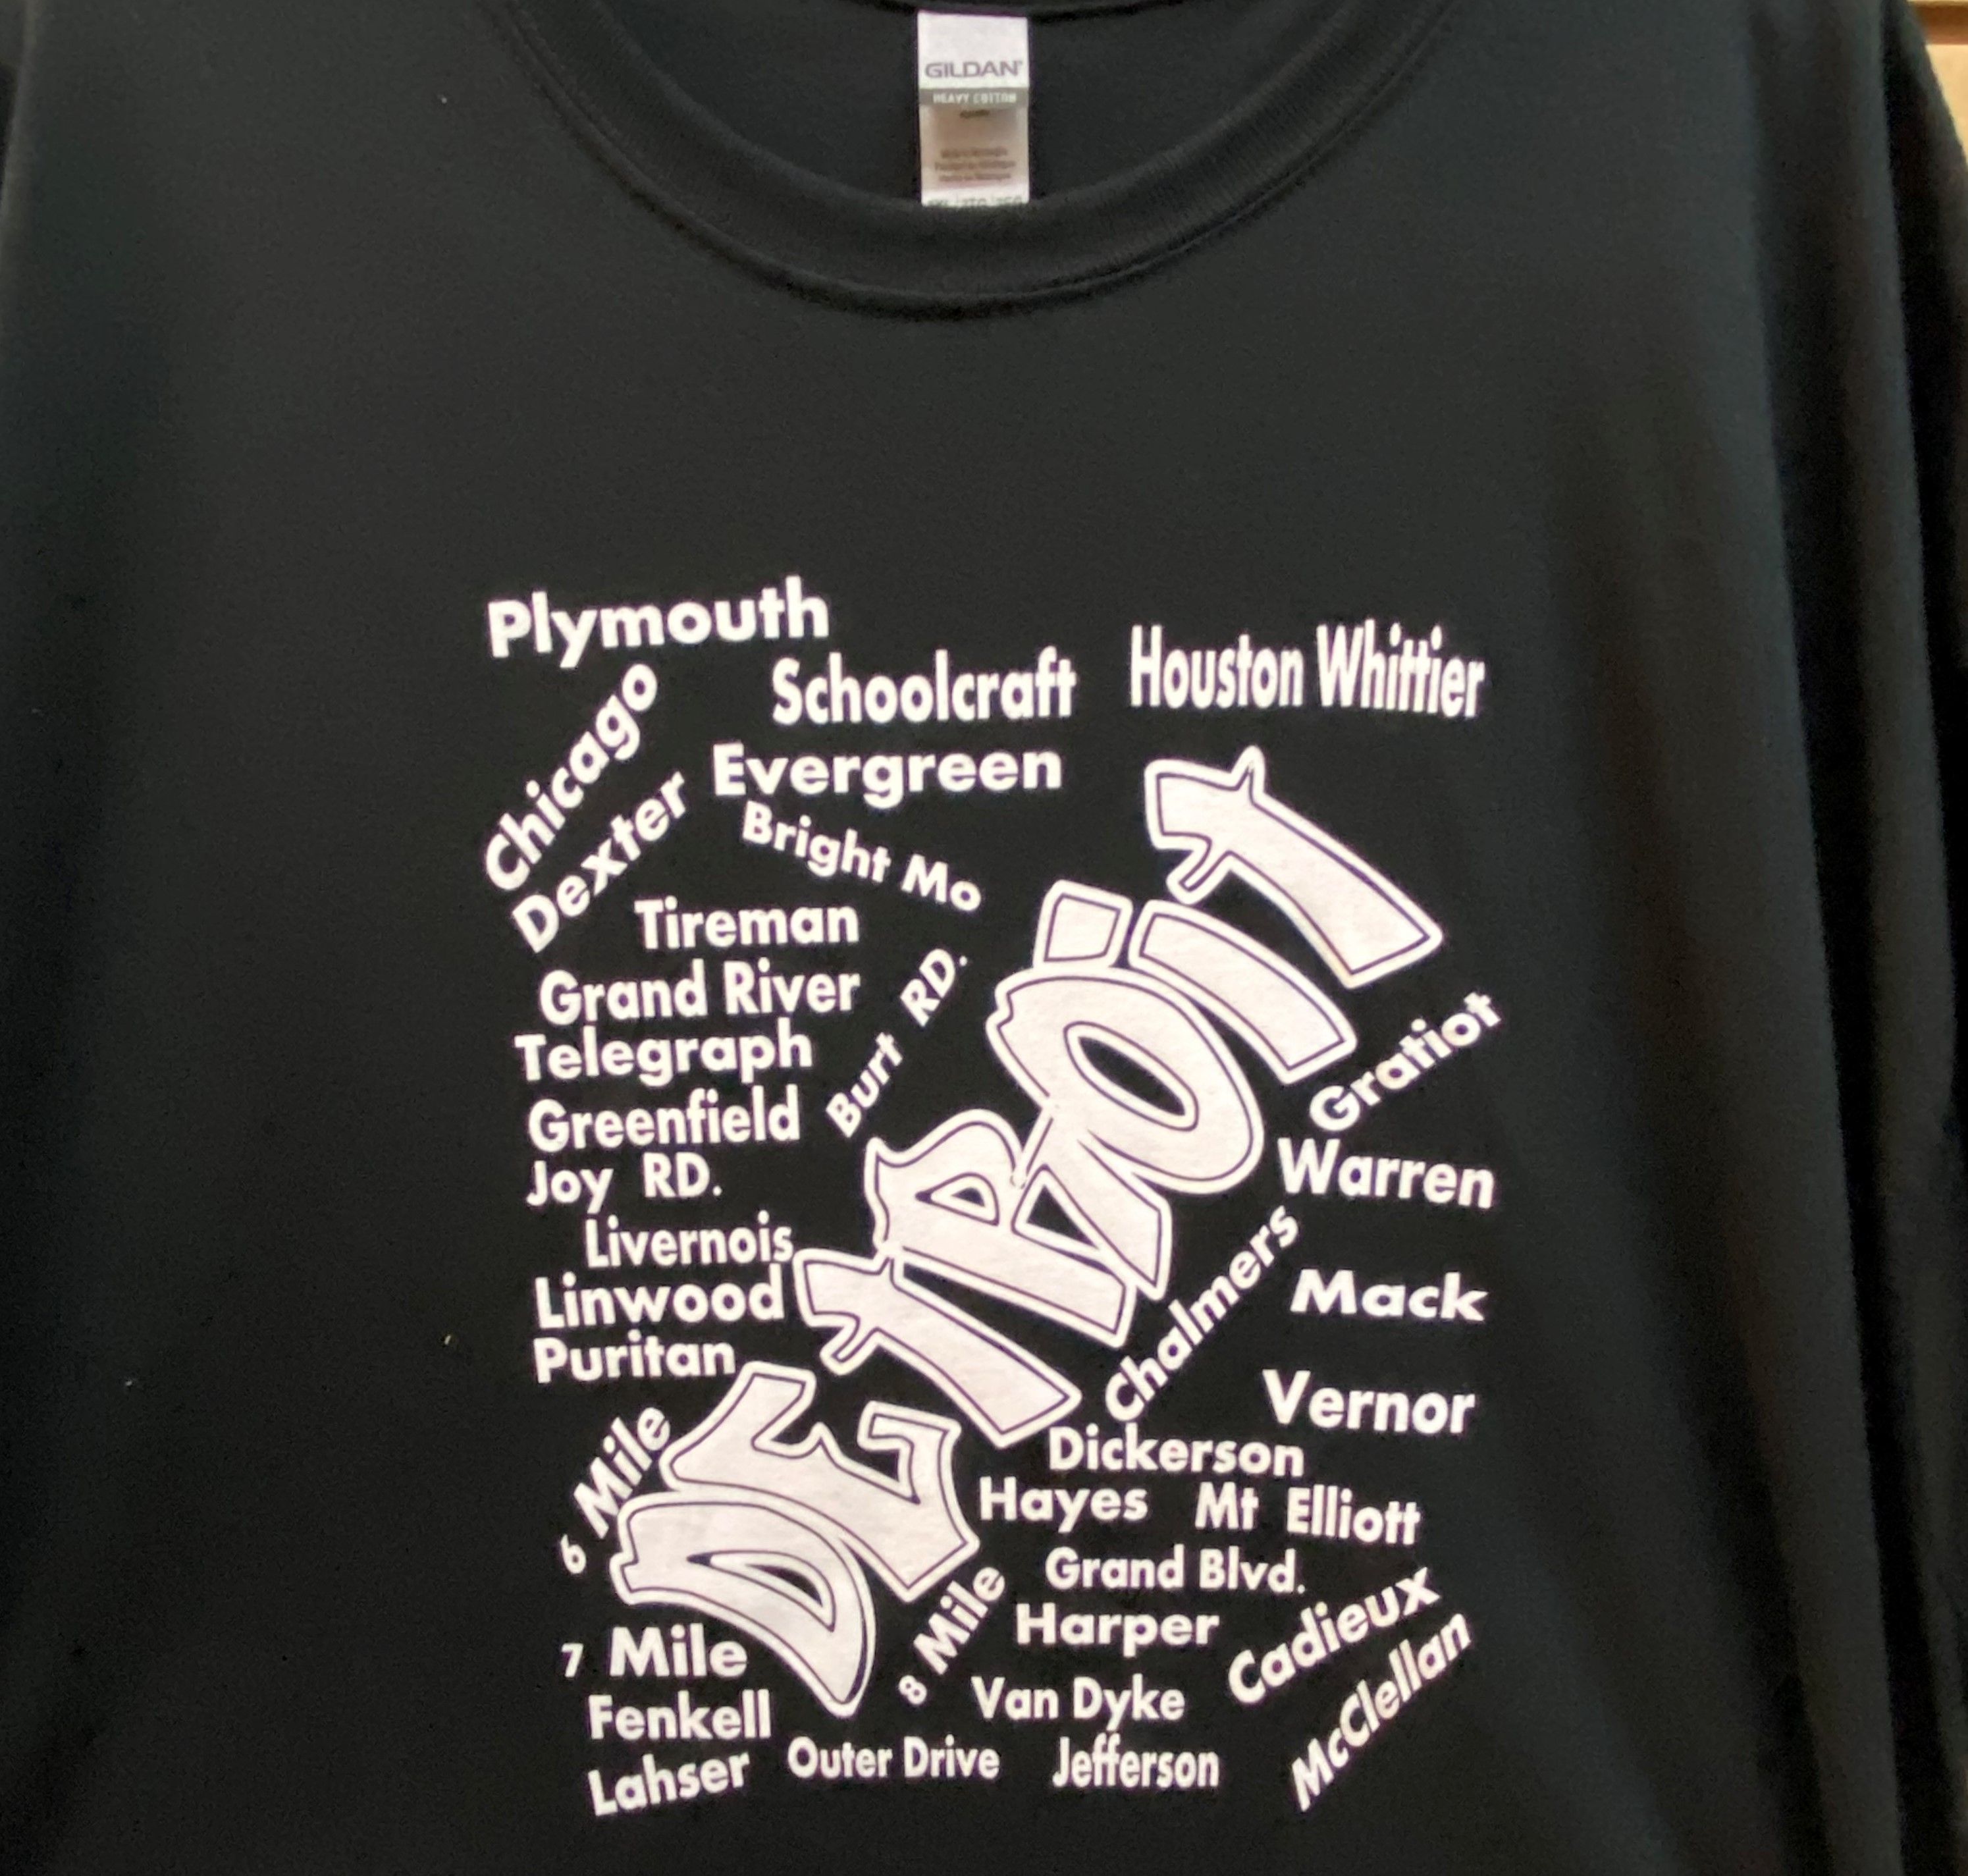 GILDAN
HEAVY COTTON
Plymouth
Schoolcraft
Houston Whittier
Chicago
Evergreen
Dexter
Bright Mo
Tireman
Grand River
Burt RD.
Telegraph
Greenfield
Joy RD.
Livernois
Linwood
Puritan
DETROIT
Gratiot
Warren
Chalmers
Mack
Vernor
6 Mile
Dickerson
Hayes Mt Elliott
Grand Blvd.
8 Mile
Harper
Cadieux
7 Mile
Van Dyke
McClellan
Fenkell
Outer Drive
Jefferson
Lahser